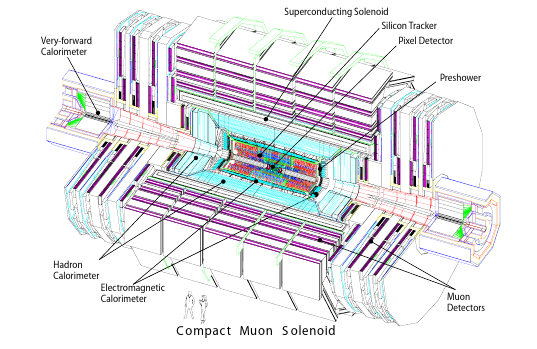 Superconducting Solenoid
Silicon Tracker
Pixel Detector
Very-forward
Calorimeter
Preshower
Hadron
Calorimeter
Electromagnetic
Calorimeter
Muon
Detectors
Compact Muon Solenoid